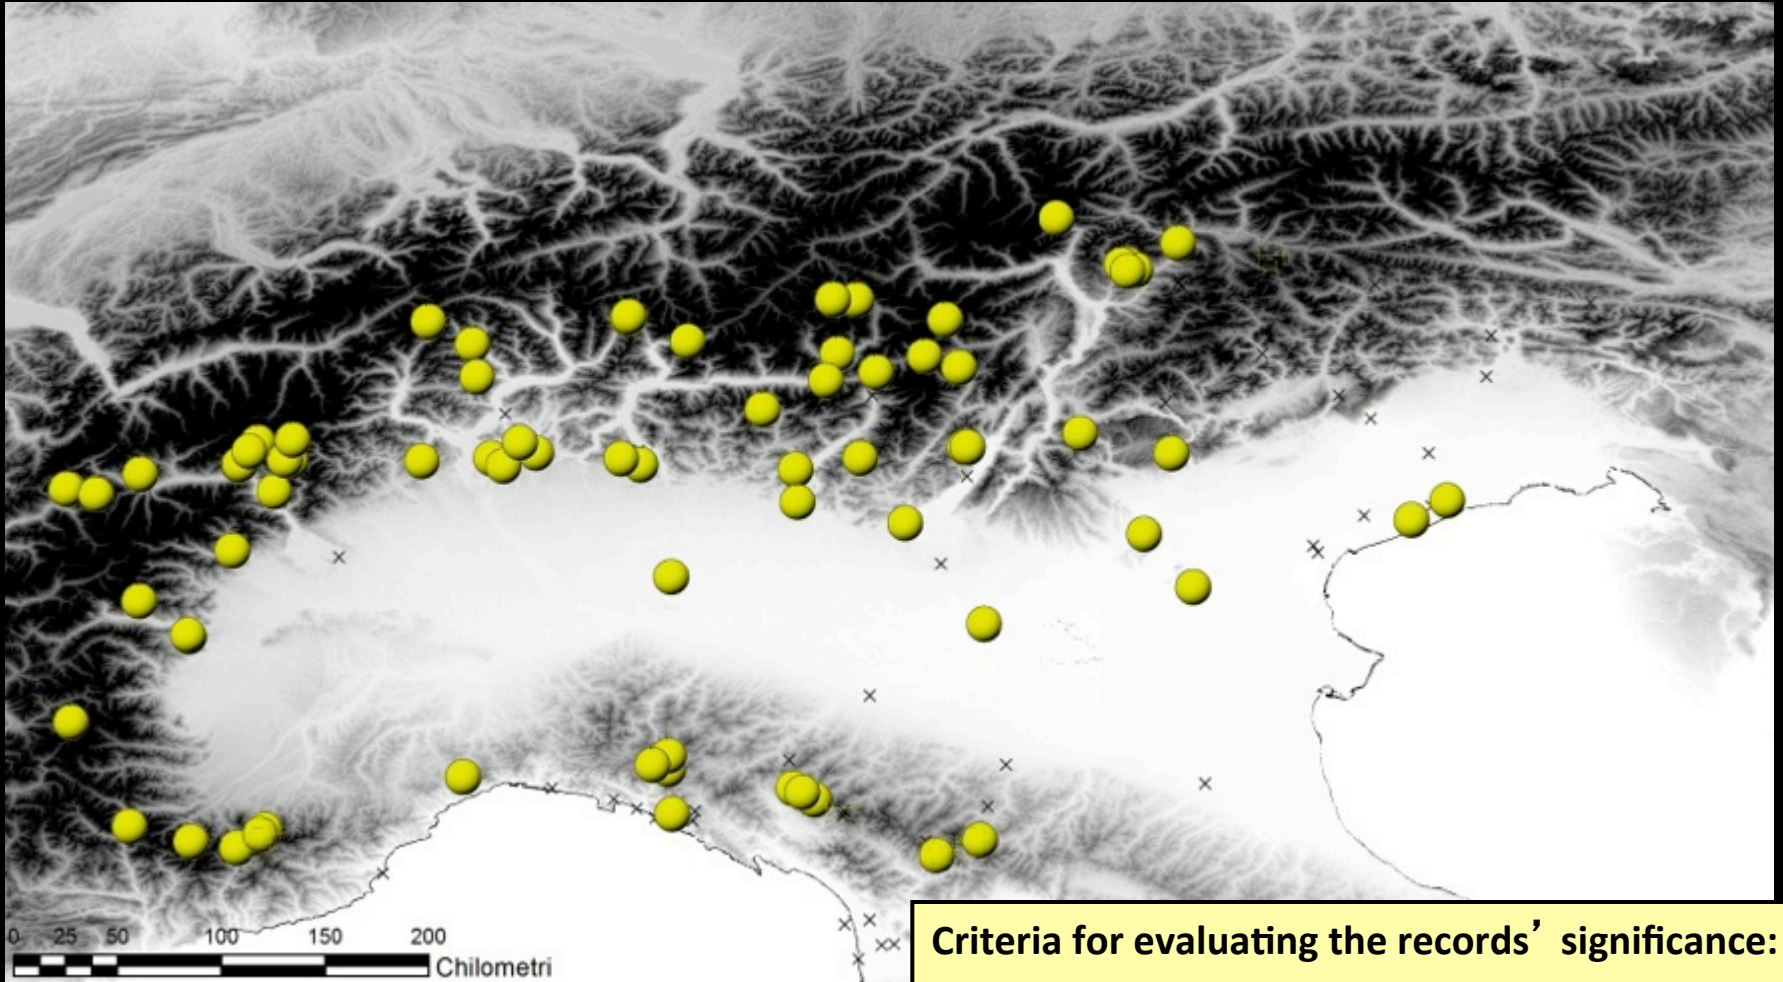 0 25 50 100 150 200
Chilometri
Criteria for evaluating the records’ significance: